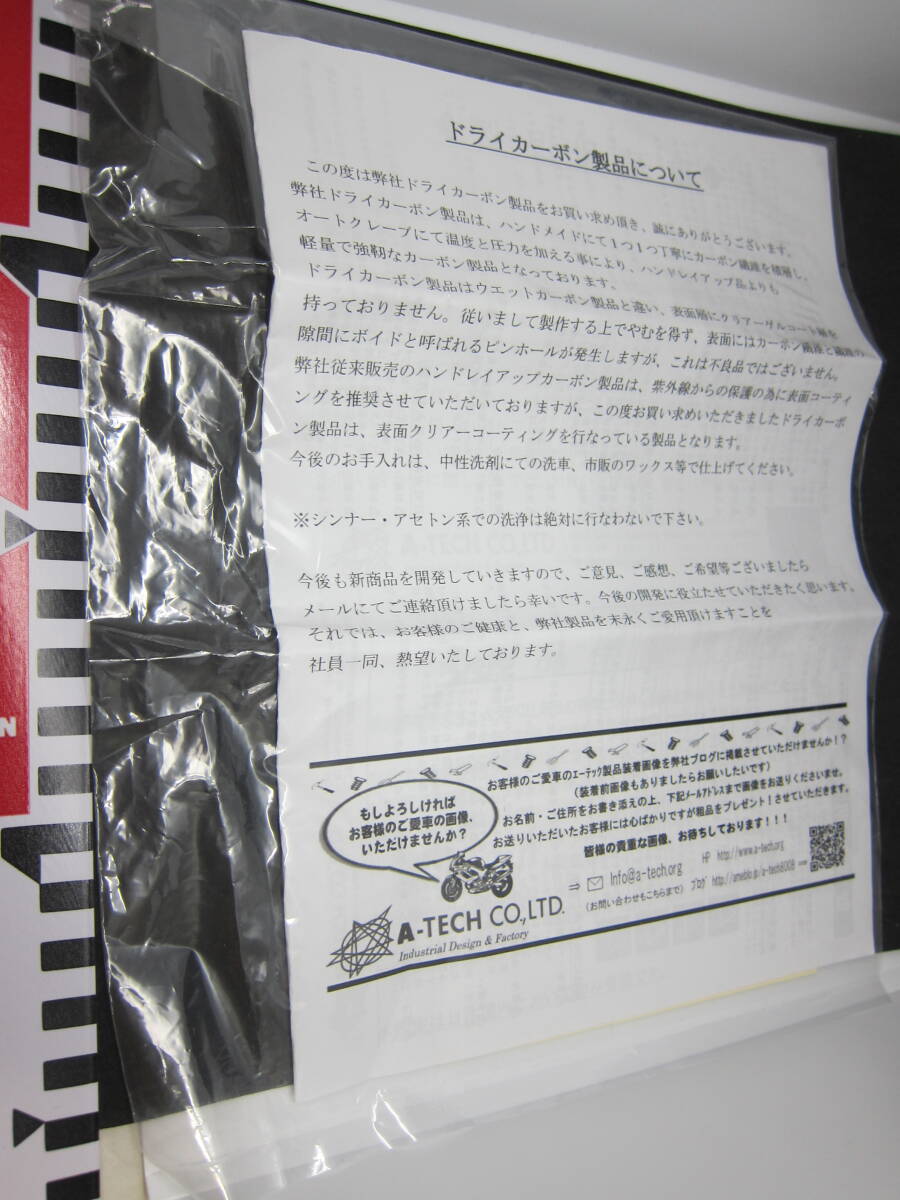 ドライカーボン製品について
この度は弊社ドライカーボン製品をお買い求め頂き、誠にありがとうございます。
弊社ドライカーボン製品は、ハンドメイドにて1つ1つ丁寧にカーボン繊維を積層し、
オートクレーブにて温度と圧力を加える事により、ハンドレイアップ品よりも
軽量で強靭なカーボン製品となっております。
ドライカーボン製品はウエットカーボン製品と違い、表面層にクリアーゲルコート層を
持っておりません。従いまして製作する上でやむを得ず、表面にはカーボン繊維と繊維の
隙間にボイドと呼ばれるピンホールが発生しますが、これは不良品ではございません。
弊社従来販売のハンドレイアップカーボン製品は、紫外線からの保護の為に表面コーティ
ングを推奨させていただいておりますが、この度お買い求めいただきましたドライカーボ
ン製品は、表面クリアーコーティングを行なっている製品となります。
今後のお手入れは、中性洗剤にての洗車、市販のワックス等で仕上げてください。
※シンナー・アセトン系での洗浄は絶対に行なわないで下さい。
今後も新商品を開発していきますので、ご意見、ご感想、ご希望等ございましたら
メールにてご連絡頂けましたら幸いです。今後の開発に役立たせていただきたく思います。
それでは、お客様のご健康と、弊社製品を末永くご愛用頂けますことを
社員一同、熱望いたしております。
もしよろしければ
お客様のご愛車の画像、
いただけませんか?
お客様のご愛車のエーテック製品装着画像を弊社ブログに掲載させていただけませんか!?
(装着前画像もありましたらお願いしたいです)
お名前・ご住所をお書き添えの上、下記メールアドレスまで画像をお送りくださいませ。
お送りいただいたお客様には心ばかりですが粗品をプレゼント!させていただきます。
皆様の貴重な画像、お待ちしております!!!
⇒ Info@a-tech.org HP http://www.a-tech.org
(お問い合わせもこちらまで) ブログ http://ameblo.jp/a-tech8008 ⇒
A-TECH CO.,LTD.
Industrial Design & Factory
N